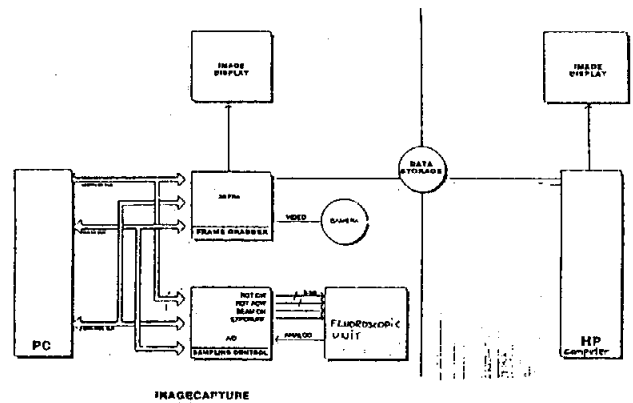 IMAGE
DISPLAY
IMAGE
DISPLAY
DATA
STORAGE
FRAME GRABBER
VIDEO
CAMERA
PC
ROT CW
ROT ACW
BEAM ON
EXPOSURE
A/D
SAMPLING CONTROL
ANALOG
FLUOROSCOPIC
UNIT
HP
Computer
IMAGECAPTURE